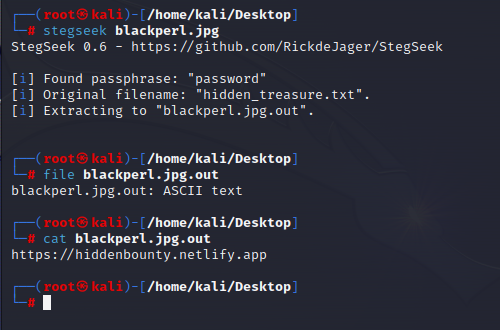 ┌──(root㉿kali)-[/home/kali/Desktop]
└─# stegseek blackperl.jpg
StegSeek 0.6 - https://github.com/RickdeJager/StegSeek
[i] Found passphrase: "password"
[i] Original filename: "hidden_treasure.txt".
[i] Extracting to "blackperl.jpg.out".
┌──(root㉿kali)-[/home/kali/Desktop]
└─# file blackperl.jpg.out
blackperl.jpg.out: ASCII text
┌──(root㉿kali)-[/home/kali/Desktop]
└─# cat blackperl.jpg.out
https://hiddenbounty.netlify.app
┌──(root㉿kali)-[/home/kali/Desktop]
└─#